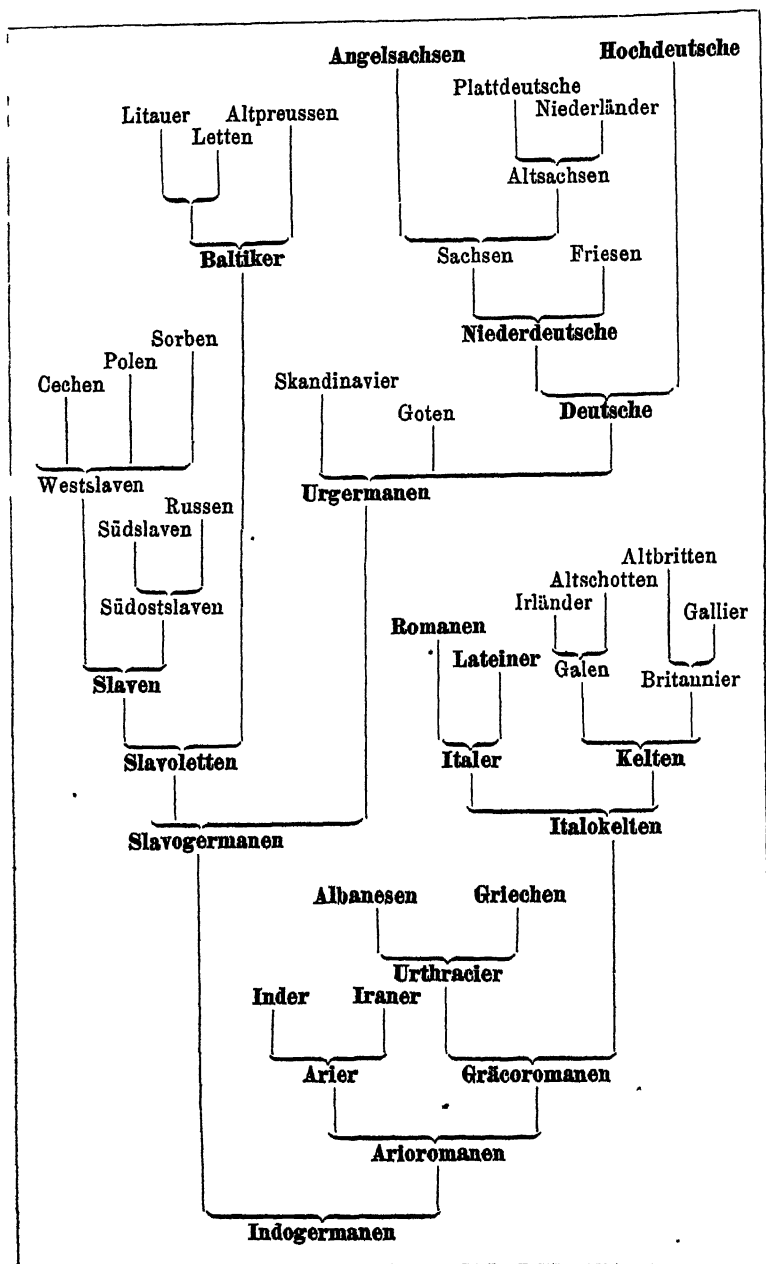 Angelsachsen
Hochdeutsche
Plattdeutsche
Niederländer
Litauer
Altpreussen
Letten
Altsachsen
Baltiker
Sachsen
Friesen
Niederdeutsche
Sorben
Polen
Cechen
Skandinavier
Goten
Deutsche
Westslaven
Urgermanen
Russen
Südslaven
Südostslaven
Altbritten
Altschotten
Irländer
Gallier
Romanen
Lateiner
Galen
Britannier
Slaven
Slavoletten
Italer
Kelten
Slavogermanen
Italokelten
Albanesen
Griechen
Urthracier
Inder
Iraner
Arier
Gräcoromanen
Arioromanen
Indogermanen